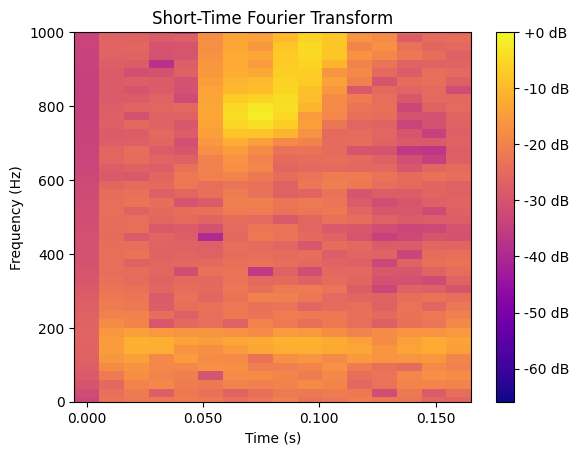 Short-Time Fourier Transform
Frequency (Hz)
1000
800
600
400
200
0
0.000
0.050
0.100
0.150
Time (s)
+0 dB
-10 dB
-20 dB
-30 dB
-40 dB
-50 dB
-60 dB